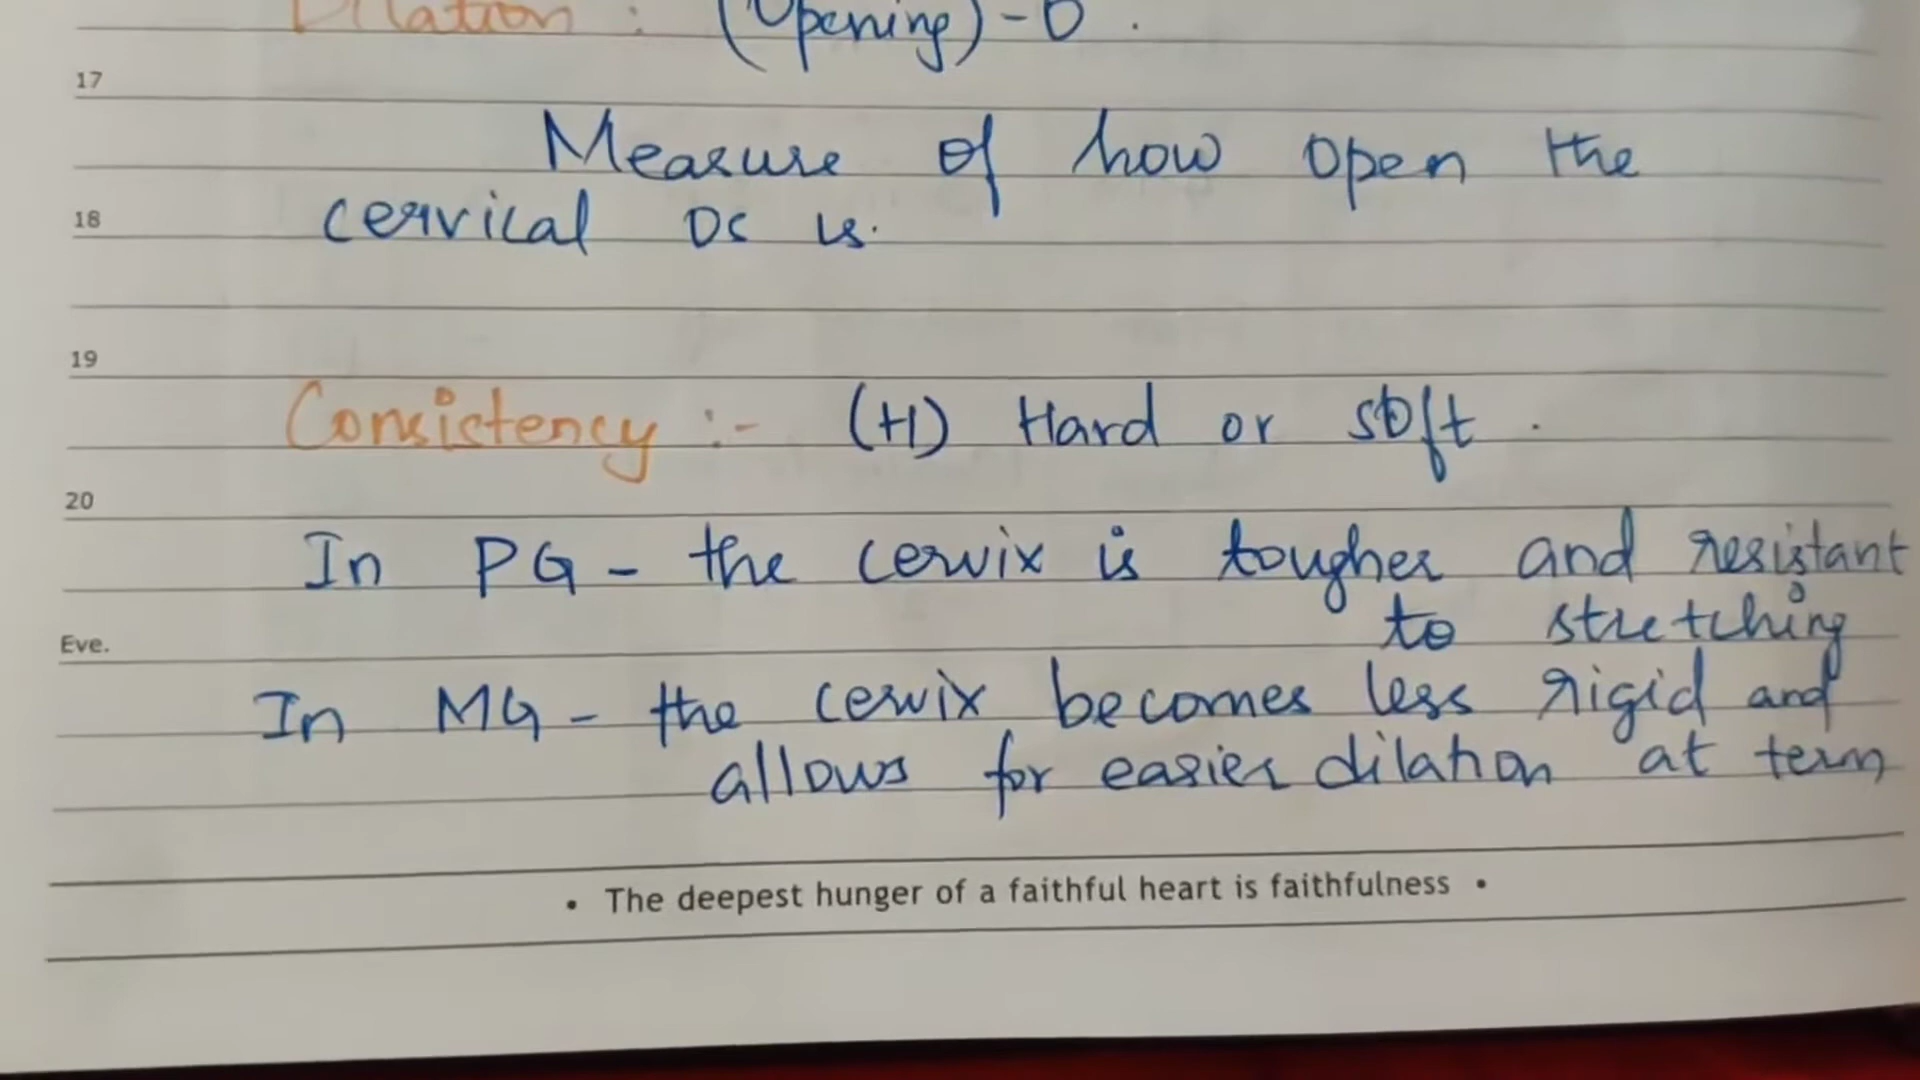 Dilation : (Opening) - O .
17
Measure of how open the
18 cervical os is.
19
Consistency :- (H) Hard or soft .
20
In PG - the cervix is tougher and resistant
to stretching
Eve.
In MG - the cervix becomes less rigid and
allows for easier dilation at term
• The deepest hunger of a faithful heart is faithfulness •